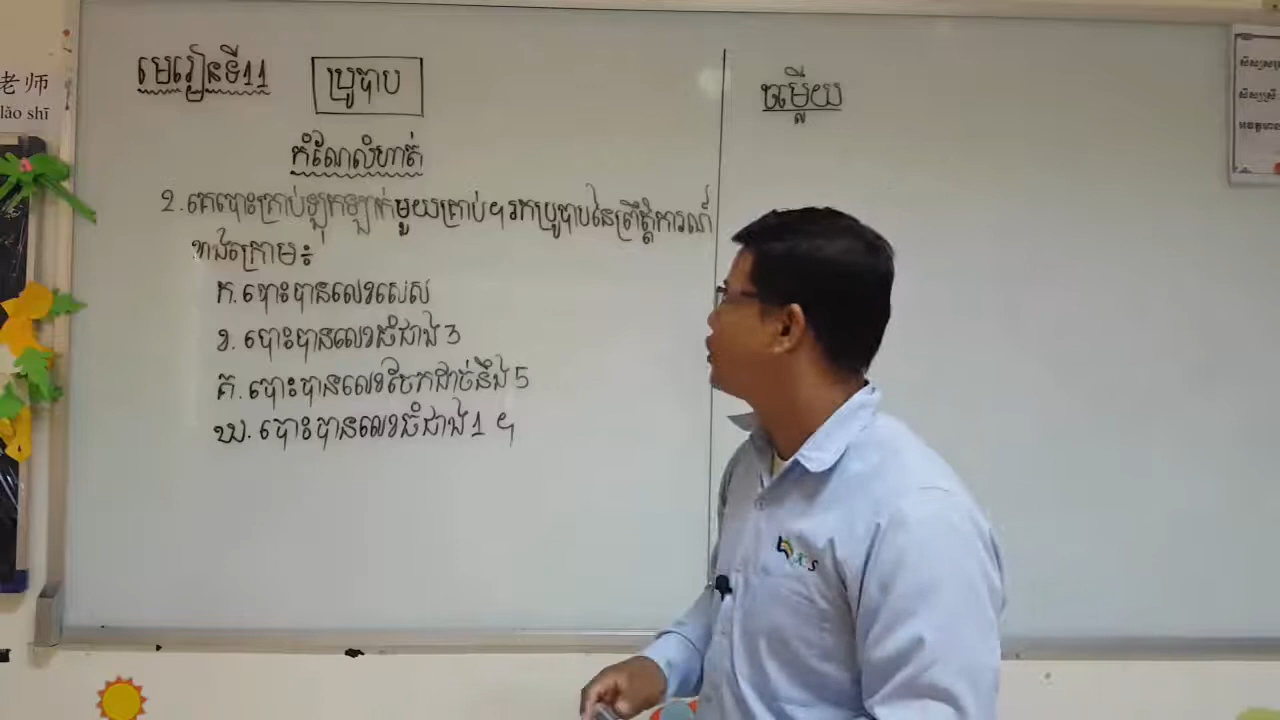 老师
lǎo shī
មេរៀនទី11
ប្រូបាប
កំណែលំហាត់
2. គេបោះគ្រាប់ឡុកឡាក់មួយគ្រាប់។ រកប្រូបាបនៃព្រឹត្តិការណ៍
ខាងក្រោម៖
ក. បោះបានលេខសេស
ខ. បោះបានលេខធំជាង 3
គ. បោះបានលេខចែកដាច់នឹង 5
ឃ. បោះបានលេខធំជាង 1 ។
ចម្លើយ